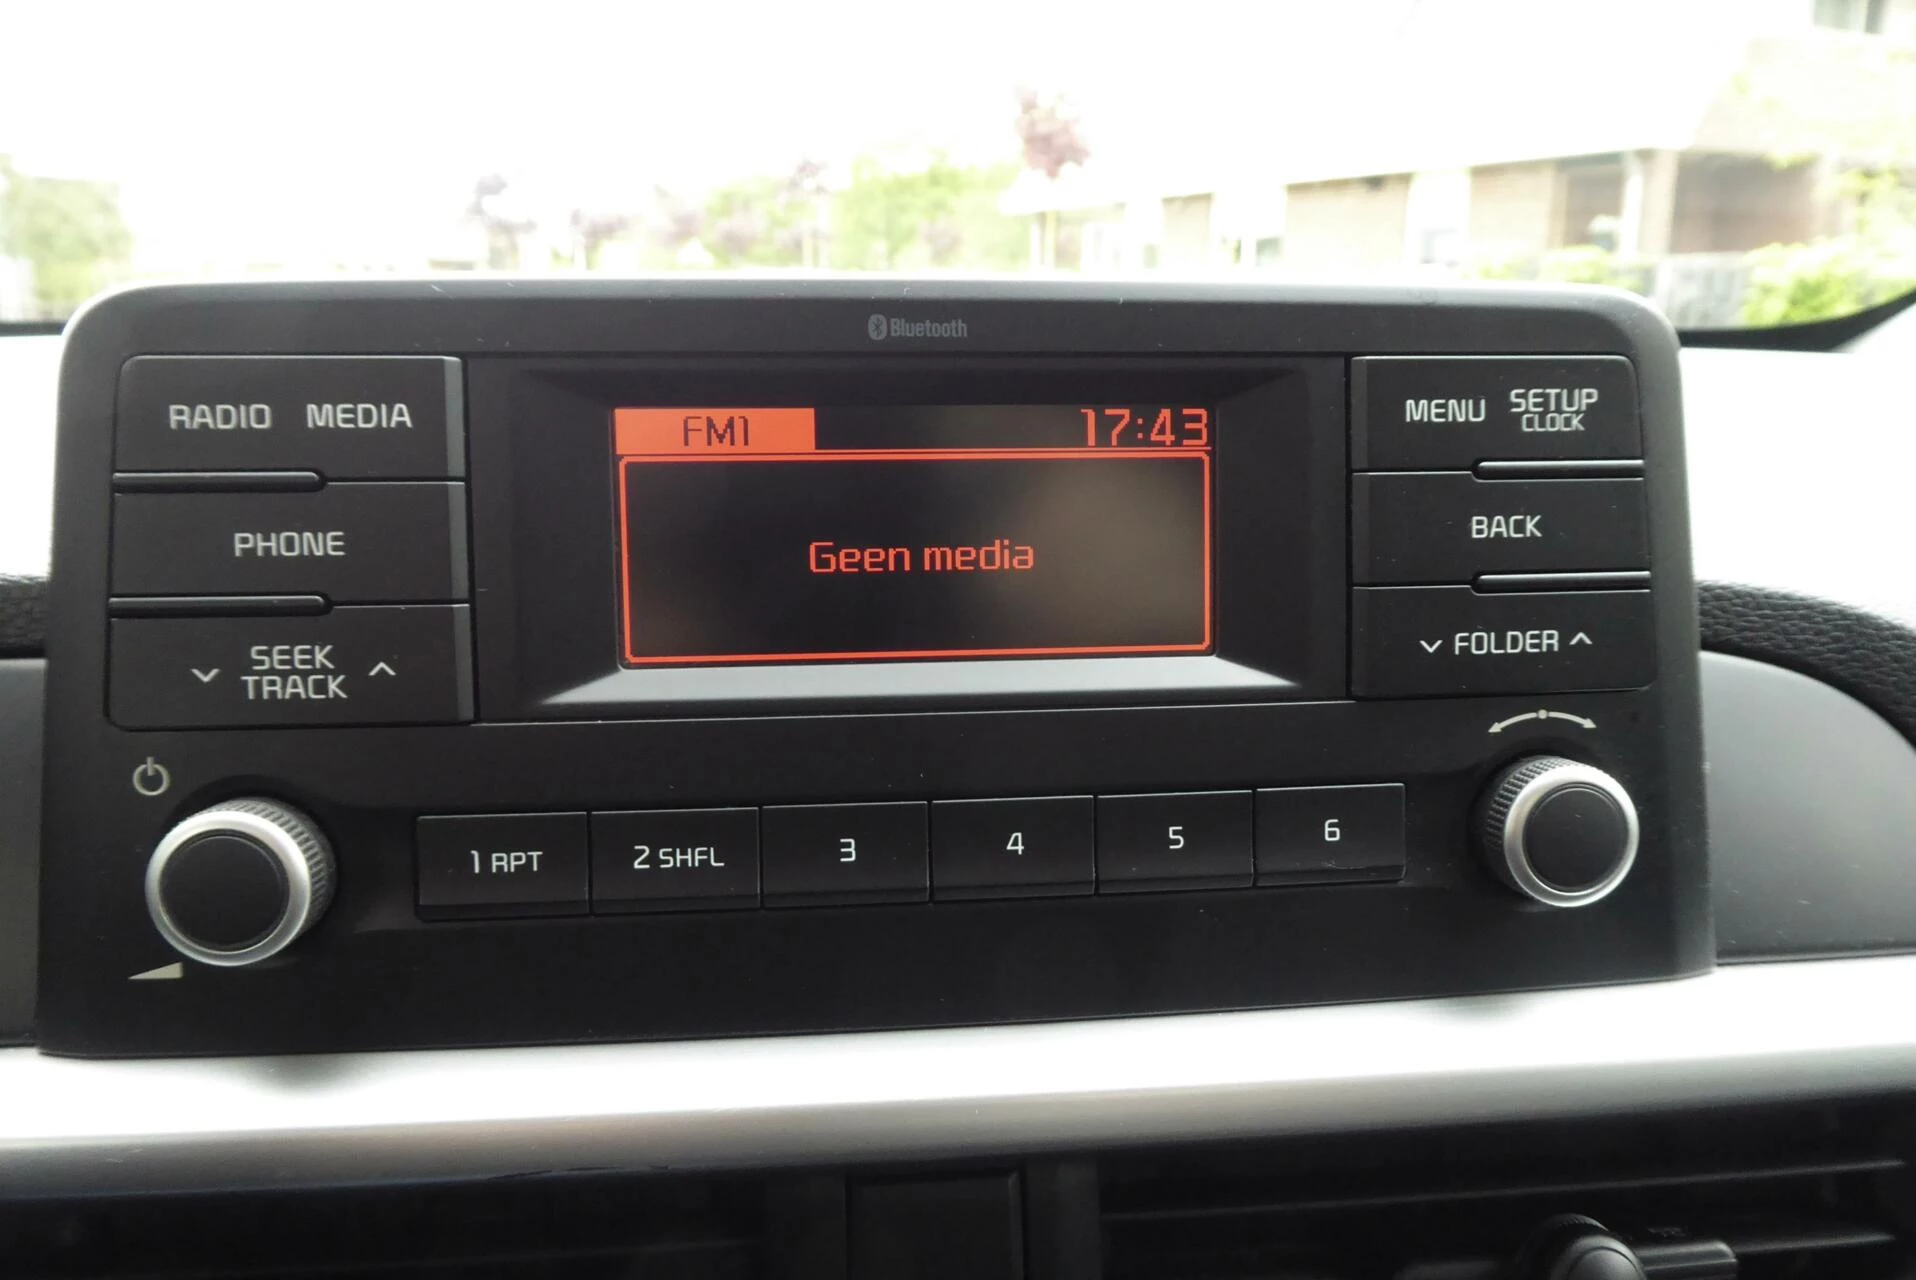 Bluetooth
RADIO MEDIA
PHONE
SEEK
TRACK
FM1 17:43
Geen media
MENU SETUP
CLOCK
BACK
FOLDER
1 RPT 2 SHFL 3 4 5 6